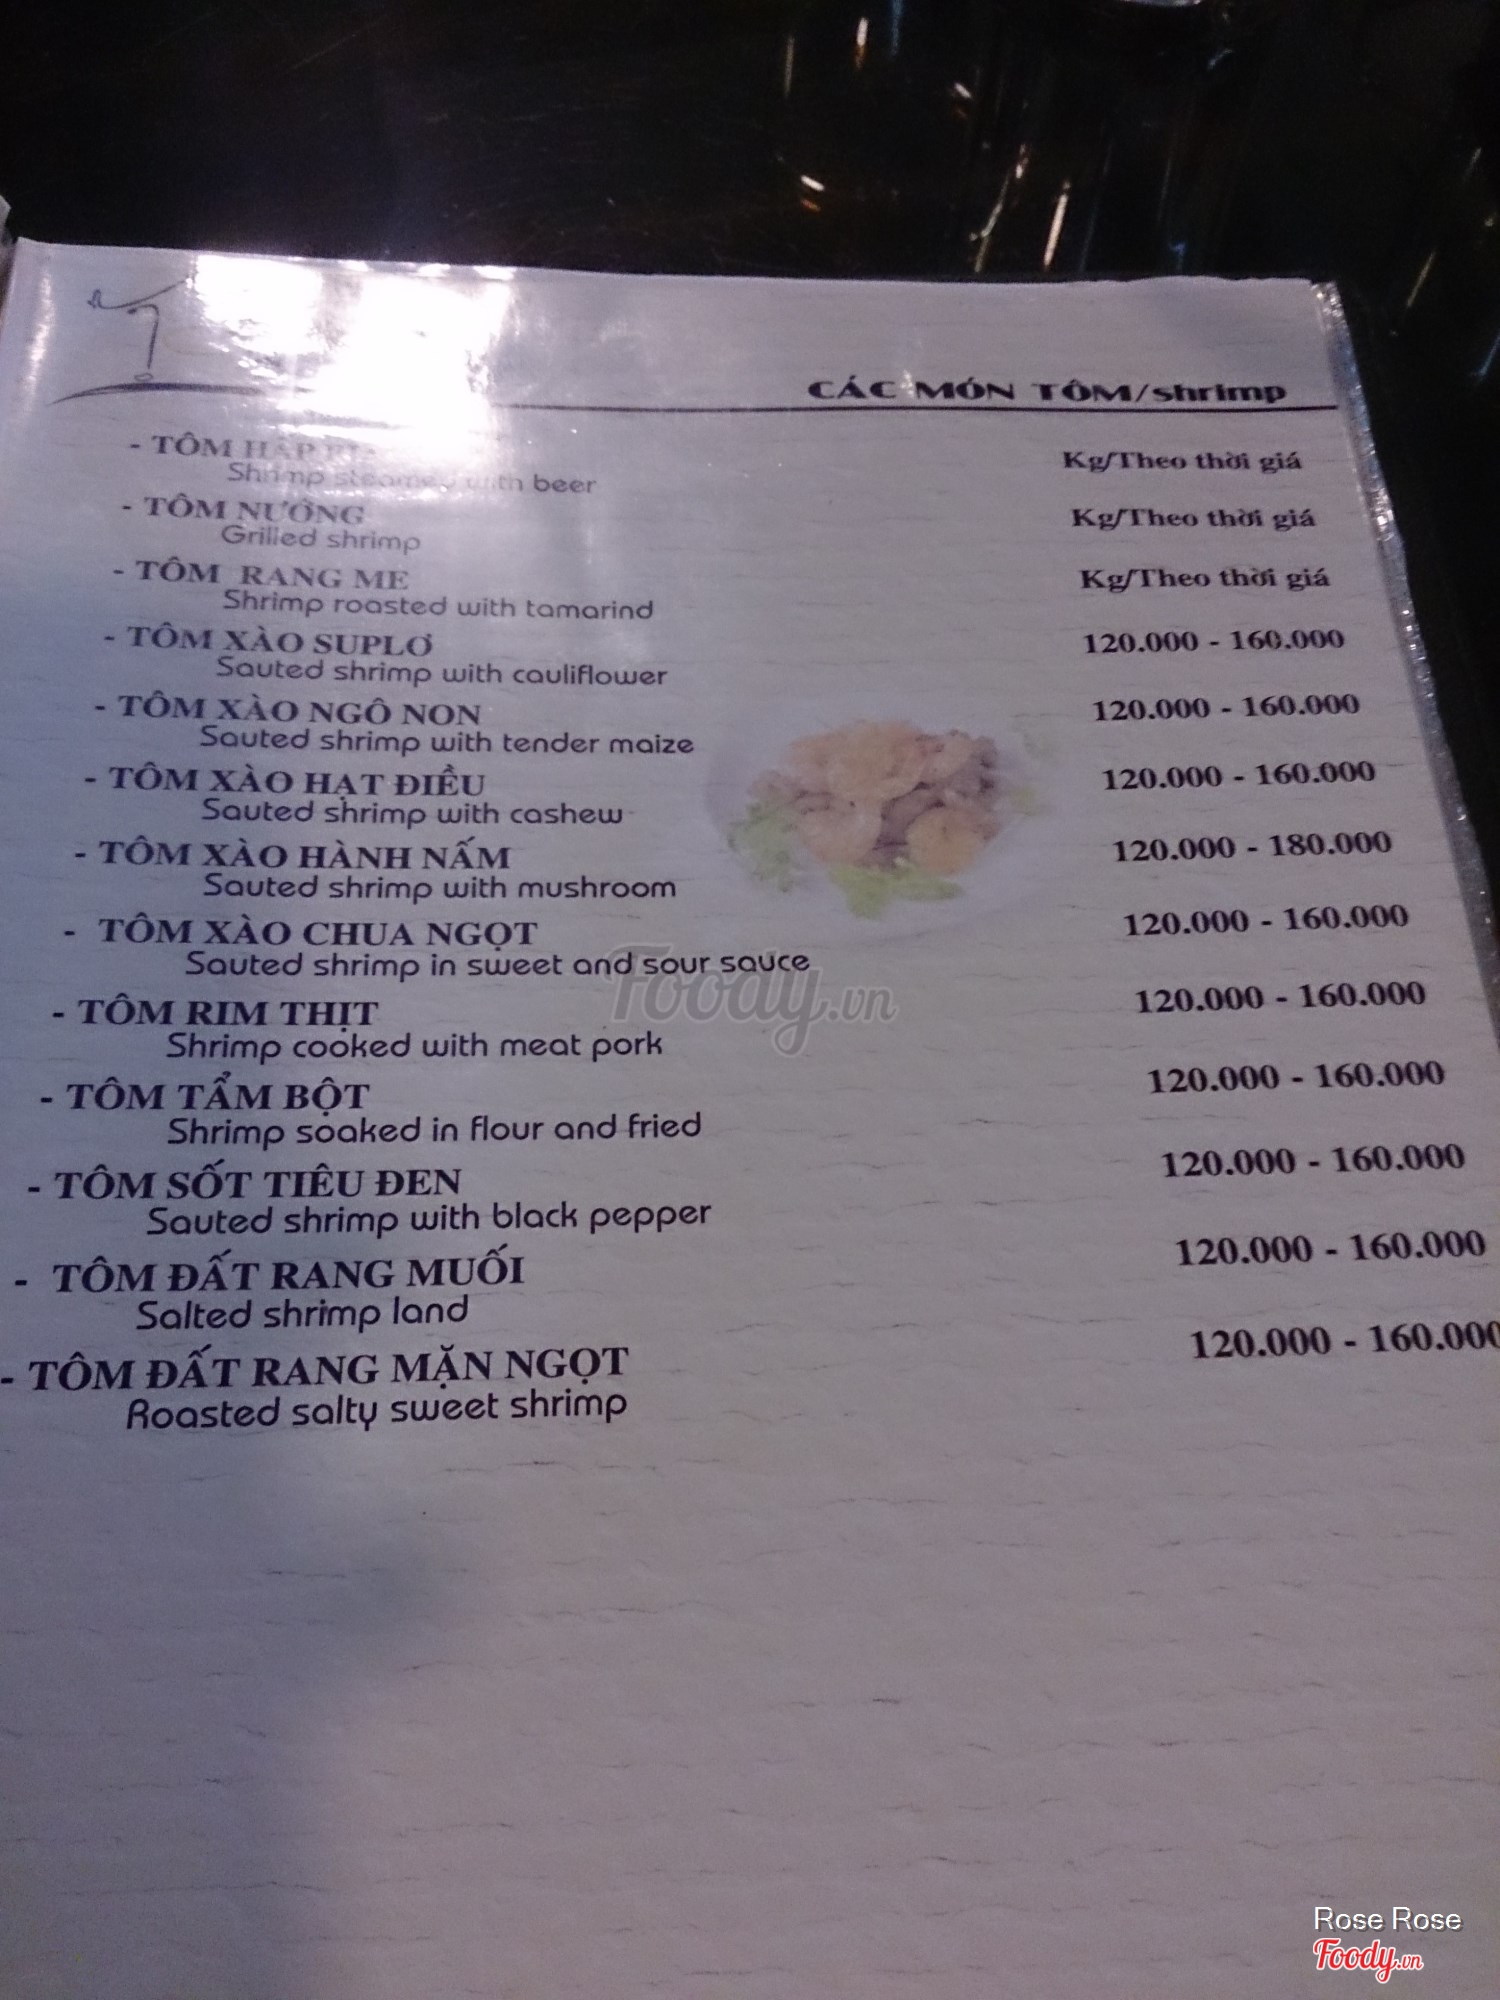 CÁC MÓN TÔM/shrimp
- TÔM HẤP BIA Kg/Theo thời giá
Shrimp steamed with beer
- TÔM NƯỚNG Kg/Theo thời giá
Grilled shrimp
- TÔM RANG ME Kg/Theo thời giá
Shrimp roasted with tamarind
- TÔM XÀO SUPLƠ 120.000 - 160.000
Sauted shrimp with cauliflower
- TÔM XÀO NGÔ NON 120.000 - 160.000
Sauted shrimp with tender maize
- TÔM XÀO HẠT ĐIỀU 120.000 - 160.000
Sauted shrimp with cashew
- TÔM XÀO HÀNH NẤM 120.000 - 180.000
Sauted shrimp with mushroom
- TÔM XÀO CHUA NGỌT 120.000 - 160.000
Sauted shrimp in sweet and sour sauce
- TÔM RIM THỊT 120.000 - 160.000
Shrimp cooked with meat pork
- TÔM TẨM BỘT 120.000 - 160.000
Shrimp soaked in flour and fried
- TÔM SỐT TIÊU ĐEN 120.000 - 160.000
Sauted shrimp with black pepper
- TÔM ĐẤT RANG MUỐI 120.000 - 160.000
Salted shrimp land
- TÔM ĐẤT RANG MẶN NGỌT 120.000 - 160.000
Roasted salty sweet shrimp
Foody.vn
Rose Rose
Foody.vn